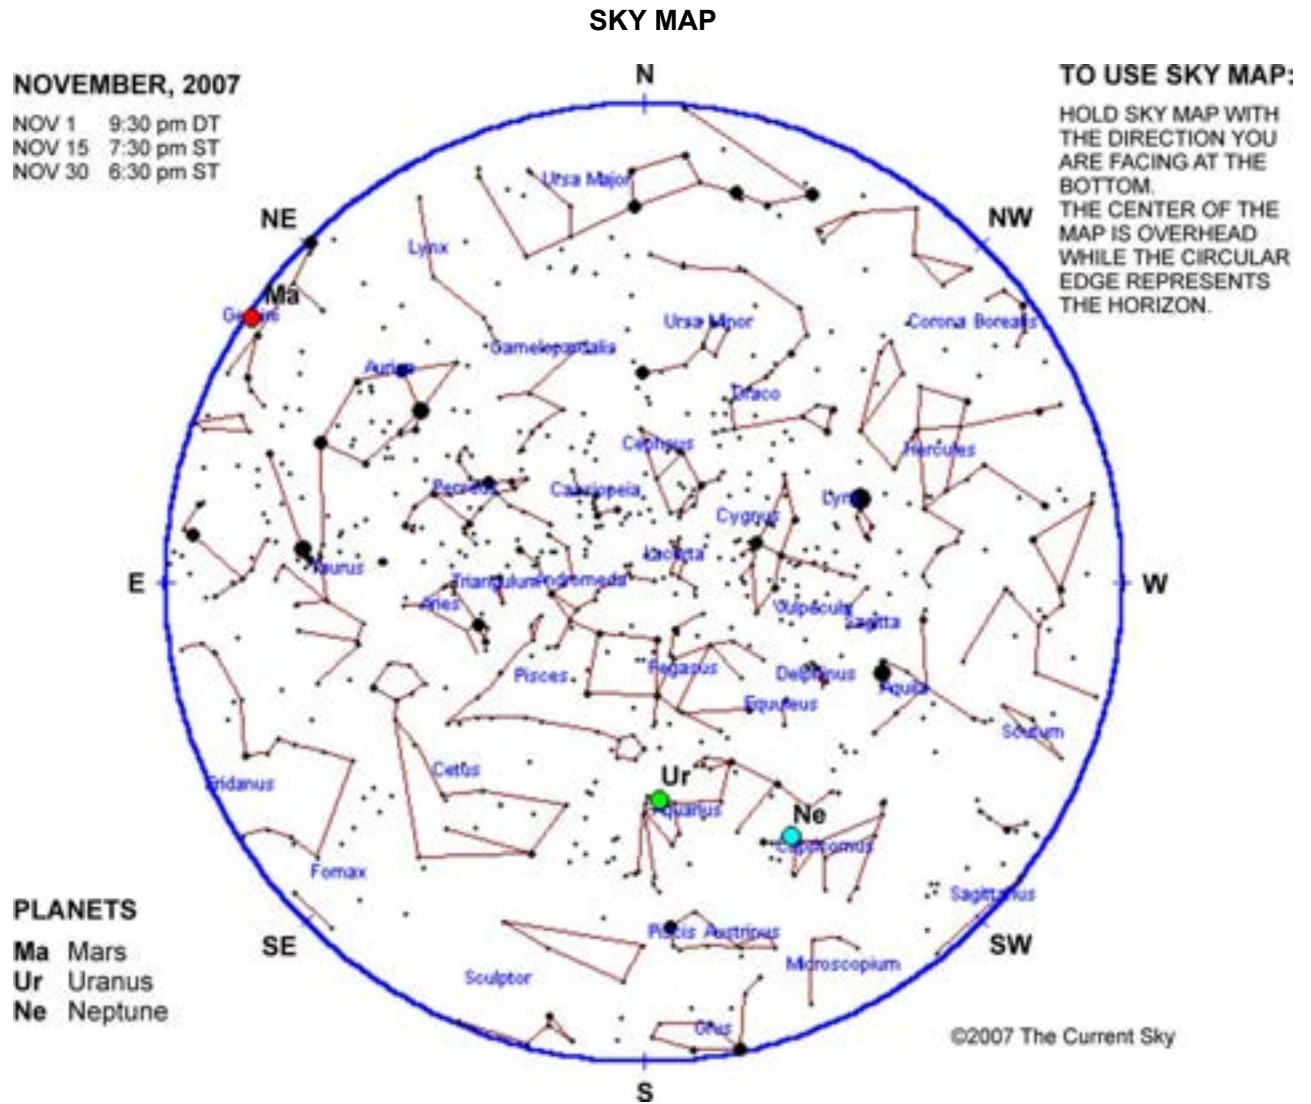 SKY MAP
NOVEMBER, 2007
NOV 1 9:30 pm DT
NOV 15 7:30 pm ST
NOV 30 6:30 pm ST
TO USE SKY MAP:
HOLD SKY MAP WITH
THE DIRECTION YOU
ARE FACING AT THE
BOTTOM.
THE CENTER OF THE
MAP IS OVERHEAD
WHILE THE CIRCULAR
EDGE REPRESENTS
THE HORIZON.
N
NE
NW
Ursa Major
Lynx
Ma
Ursa Minor
Corona Borealis
Camelopardalis
Draco
Cepheus
Hercules
Perseus
Cassiopeia
Cygnus
Lacerta
E
Taurus
Triangulum
Andromeda
W
Aries
Vulpecula
Sagitta
Pisces
Pegasus
Delphinus
Aquila
Equuleus
Scutum
Cetus
Ur
Eridanus
Aquarius
Ne
Capricornus
Fornax
Sagittarius
PLANETS
Ma Mars
Ur Uranus
Ne Neptune
SE
Piscis Austrinus
SW
Sculptor
Microscopium
Grus
©2007 The Current Sky
S